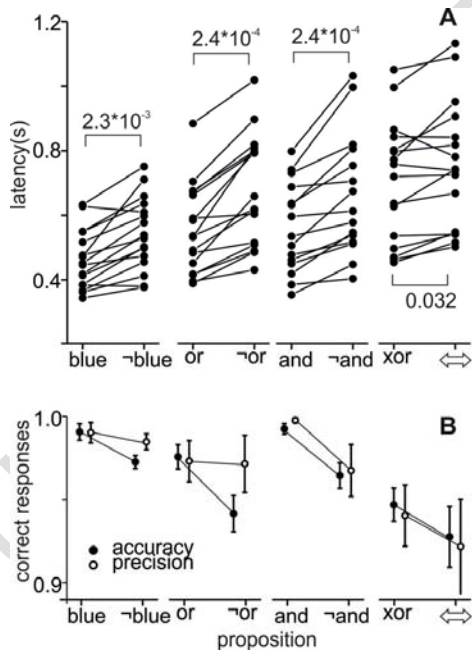 A
1.2
0.8
0.4
latency(s)
2.3*10-3
2.4*10-4
2.4*10-4
0.032
blue ¬blue or ¬or and ¬and xor ⇔
B
1.0
0.9
correct responses
accuracy
precision
blue ¬blue or ¬or and ¬and xor ⇔
proposition